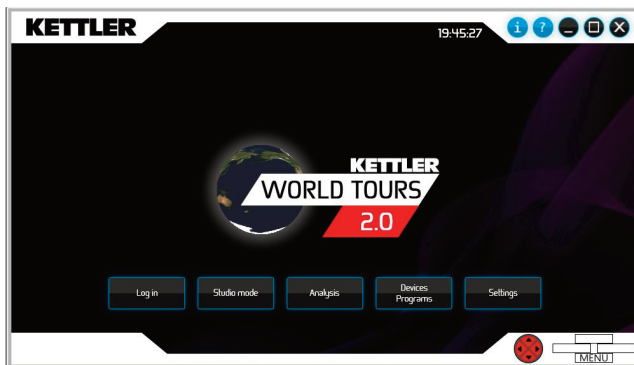 KETTLER
19:45:27
i ?
KETTLER
WORLD TOURS
2.0
Log in
Studio mode
Analysis
Devices
Programs
Settings
MENU